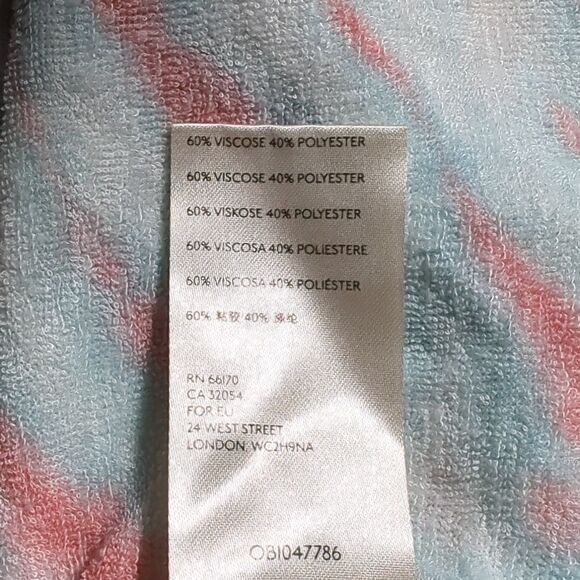 60% VISCOSE 40% POLYESTER
60% VISCOSE 40% POLYESTER
60% VISKOSE 40% POLYESTER
60% VISCOSA 40% POLIESTERE
60% VISCOSA 40% POLIÉSTER
60% 粘胶 40% 涤纶
RN 66170
CA 32054
FOR EU
24 WEST STREET
LONDON, WC2H9NA
OB1047786